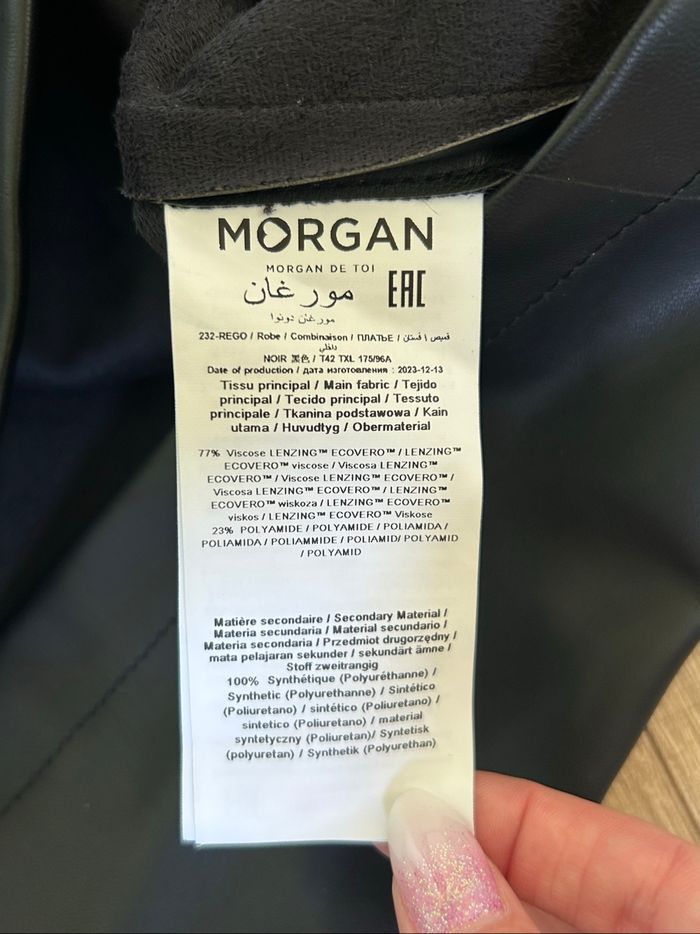 MORGAN
MORGAN DE TOI
مورغان EAC
مورغان دوتوا
232-REGO / Robe / Combinaison / ПЛАТЬЕ / قميص \ فستان
داخلي
NOIR 黑色 / T42 TXL 175/96A
Date of production / дата изготовления : 2023-12-13
Tissu principal / Main fabric / Tejido
principal / Tecido principal / Tessuto
principale / Tkanina podstawowa / Kain
utama / Huvudtyg / Obermaterial
77% Viscose LENZING™ ECOVERO™ / LENZING™
ECOVERO™ viscose / Viscosa LENZING™
ECOVERO™ / Viscose LENZING™ ECOVERO™ /
Viscosa LENZING™ ECOVERO™ / LENZING™
ECOVERO™ wiskoza / LENZING™ ECOVERO™
viskos / LENZING™ ECOVERO™ Viskose
23% POLYAMIDE / POLYAMIDE / POLIAMIDA /
POLIAMIDA / POLIAMMIDE / POLIAMID/ POLYAMID
/ POLYAMID
Matière secondaire / Secondary Material /
Materia secundaria / Material secundario /
Materia secondaria / Przedmiot drugorzędny /
mata pelajaran sekunder / sekundärt ämne /
Stoff zweitrangig
100% Synthétique (Polyuréthanne) /
Synthetic (Polyurethanne) / Sintético
(Poliuretano) / sintético (Poliuretano) /
sintetico (Poliuretano) / material
syntetyczny (Poliuretan)/ Syntetisk
(polyuretan) / Synthetik (Polyurethan)